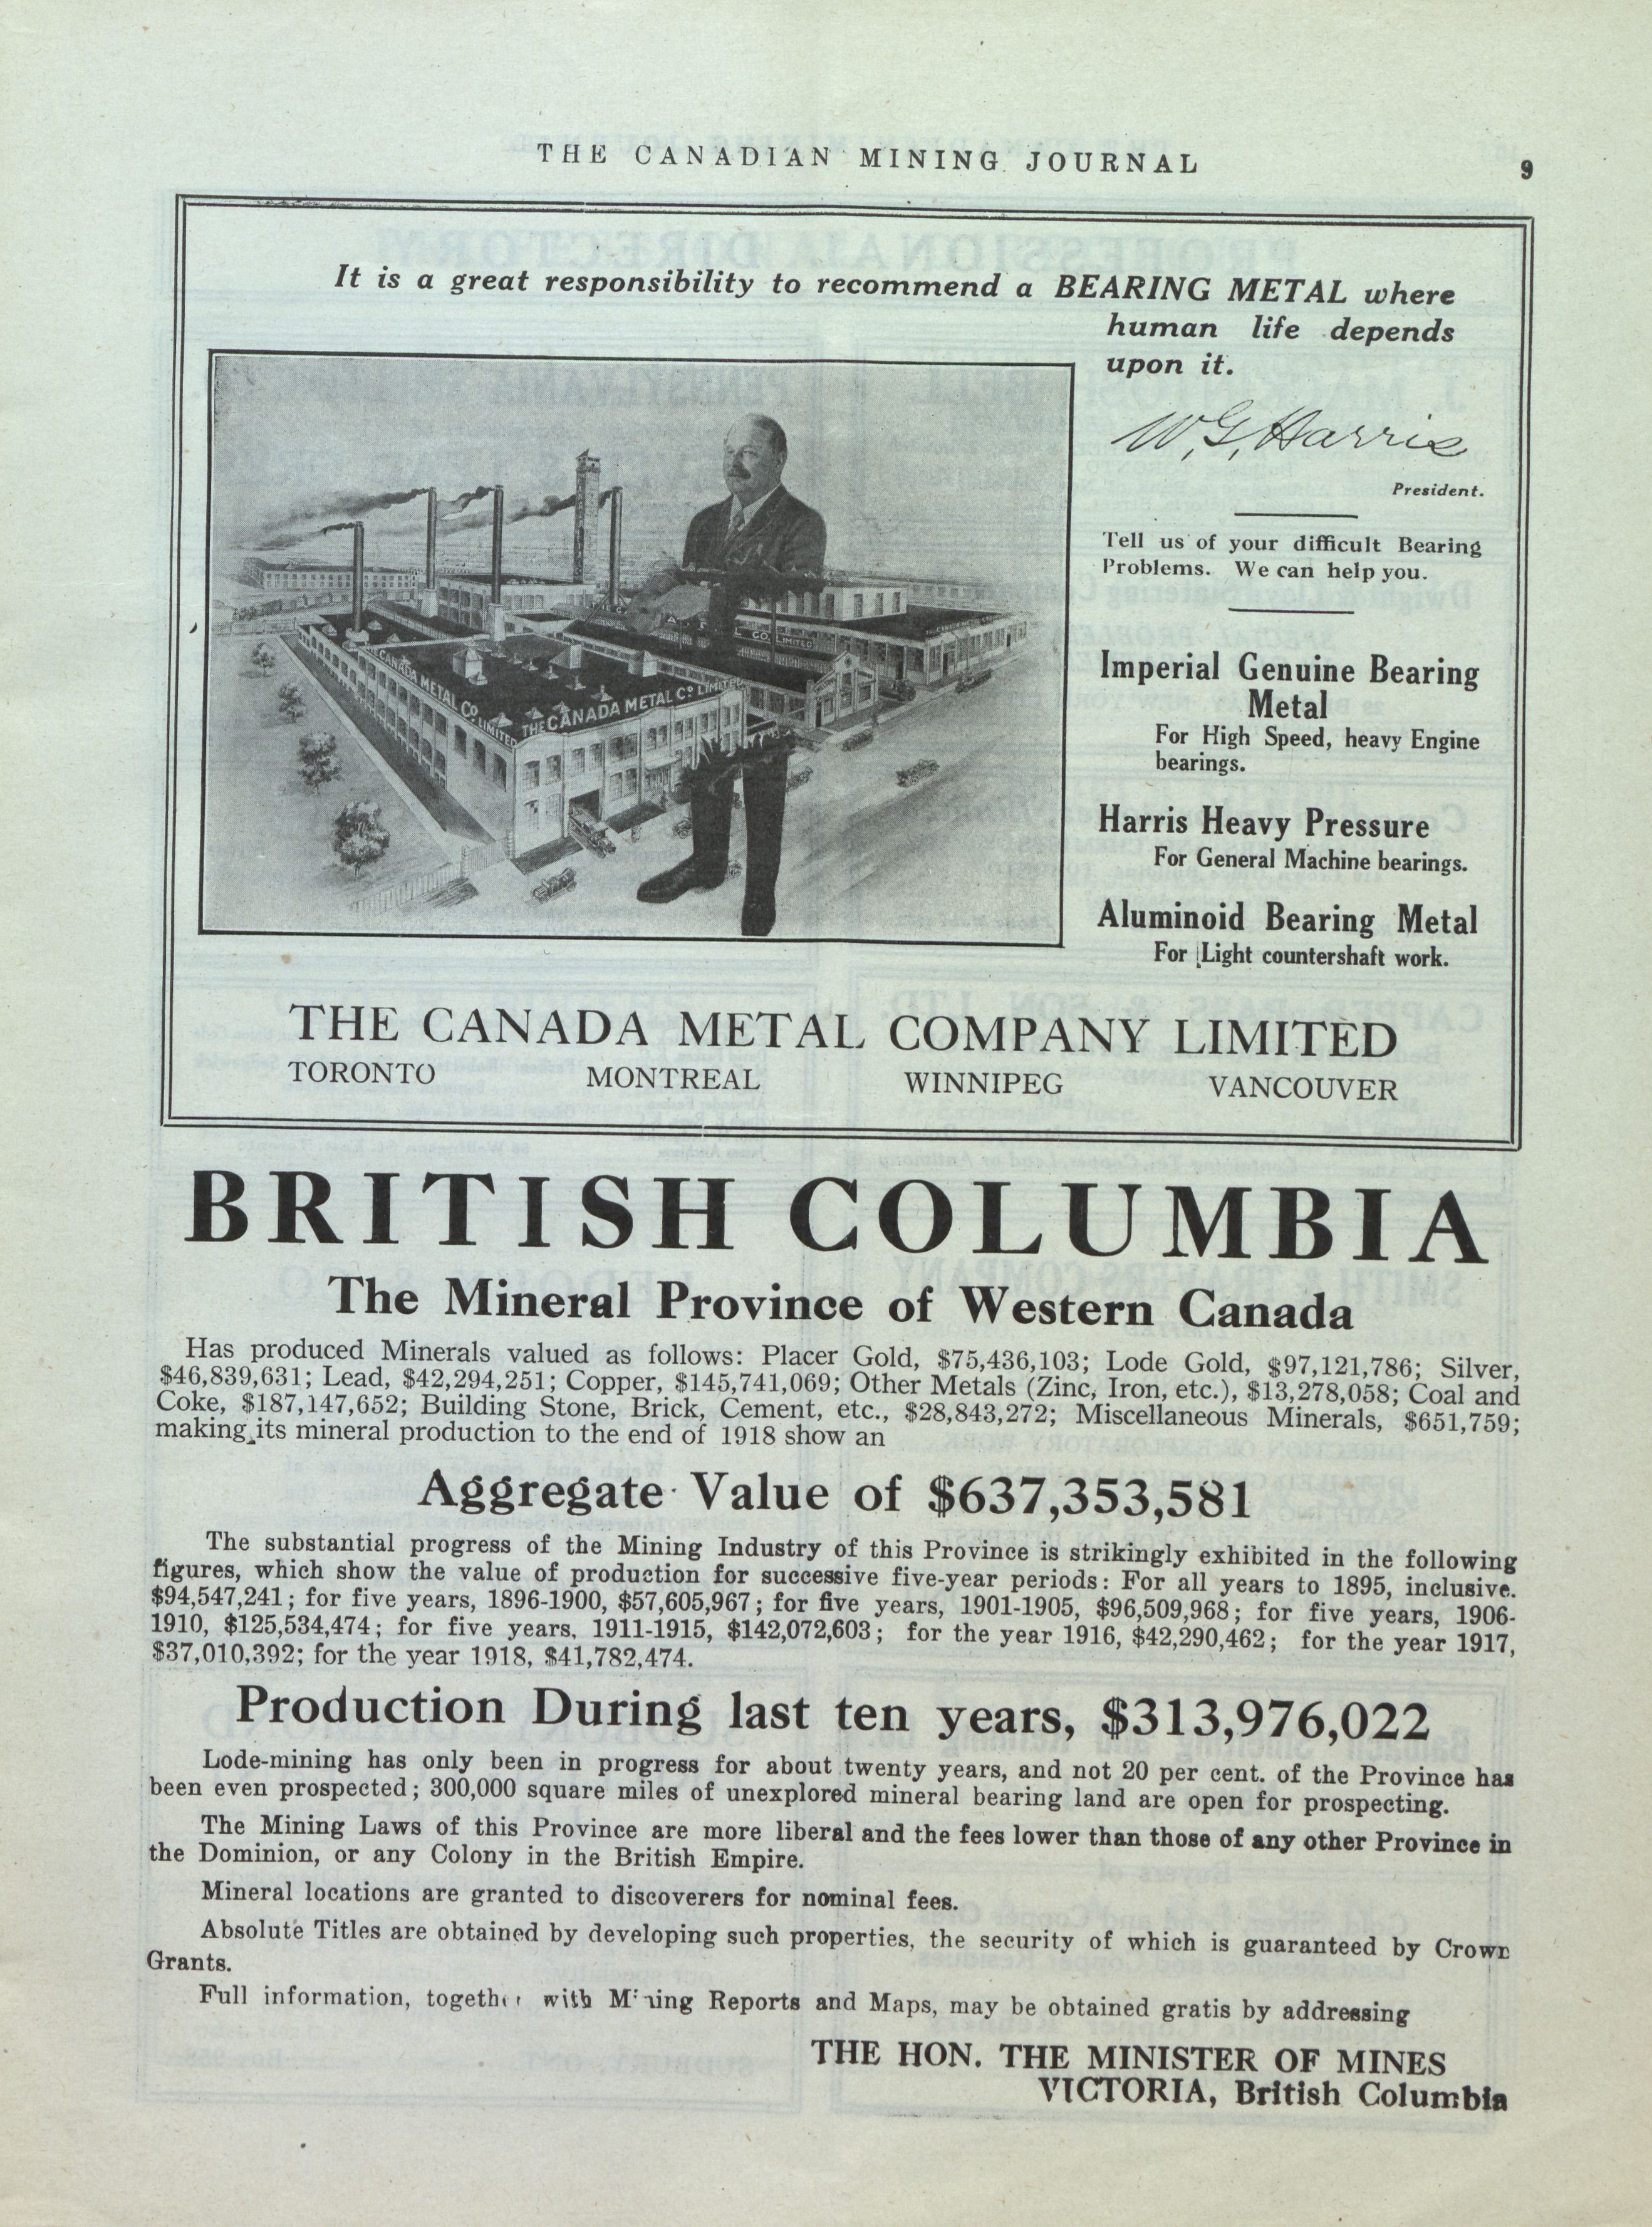 THE CANADIAN MINING JOURNAL
9
It is a great responsibility to recommend a BEARING METAL where
human life depends
upon it.
W. G. Harris
President.
Tell us of your difficult Bearing
Problems. We can help you.
Imperial Genuine Bearing
Metal
For High Speed, heavy Engine
bearings.
Harris Heavy Pressure
For General Machine bearings.
Aluminoid Bearing Metal
For Light countershaft work.
THE CANADA METAL CO. LIMITED
THE CANADA METAL Co. LIMITED
CO. LIMITED
THE CANADA METAL COMPANY LIMITED
TORONTO MONTREAL WINNIPEG VANCOUVER
BRITISH COLUMBIA
The Mineral Province of Western Canada
Has produced Minerals valued as follows: Placer Gold, $75,436,103; Lode Gold, $97,121,786; Silver,
$46,839,631; Lead, $42,294,251; Copper, $145,741,069; Other Metals (Zinc, Iron, etc.), $13,278,058; Coal and
Coke, $187,147,652; Building Stone, Brick, Cement, etc., $28,843,272; Miscellaneous Minerals, $651,759;
making its mineral production to the end of 1918 show an
Aggregate Value of $637,353,581
The substantial progress of the Mining Industry of this Province is strikingly exhibited in the following
figures, which show the value of production for successive five-year periods: For all years to 1895, inclusive.
$94,547,241; for five years, 1896-1900, $57,605,967; for five years, 1901-1905, $96,509,968; for five years, 1906-
1910, $125,534,474; for five years. 1911-1915, $142,072,603; for the year 1916, $42,290,462; for the year 1917,
$37,010,392; for the year 1918, $41,782,474.
Production During last ten years, $313,976,022
Lode-mining has only been in progress for about twenty years, and not 20 per cent. of the Province has
been even prospected; 300,000 square miles of unexplored mineral bearing land are open for prospecting.
The Mining Laws of this Province are more liberal and the fees lower than those of any other Province in
the Dominion, or any Colony in the British Empire.
Mineral locations are granted to discoverers for nominal fees.
Absolute Titles are obtained by developing such properties, the security of which is guaranteed by Crown
Grants.
Full information, together with Mining Reports and Maps, may be obtained gratis by addressing
THE HON. THE MINISTER OF MINES
VICTORIA, British Columbia